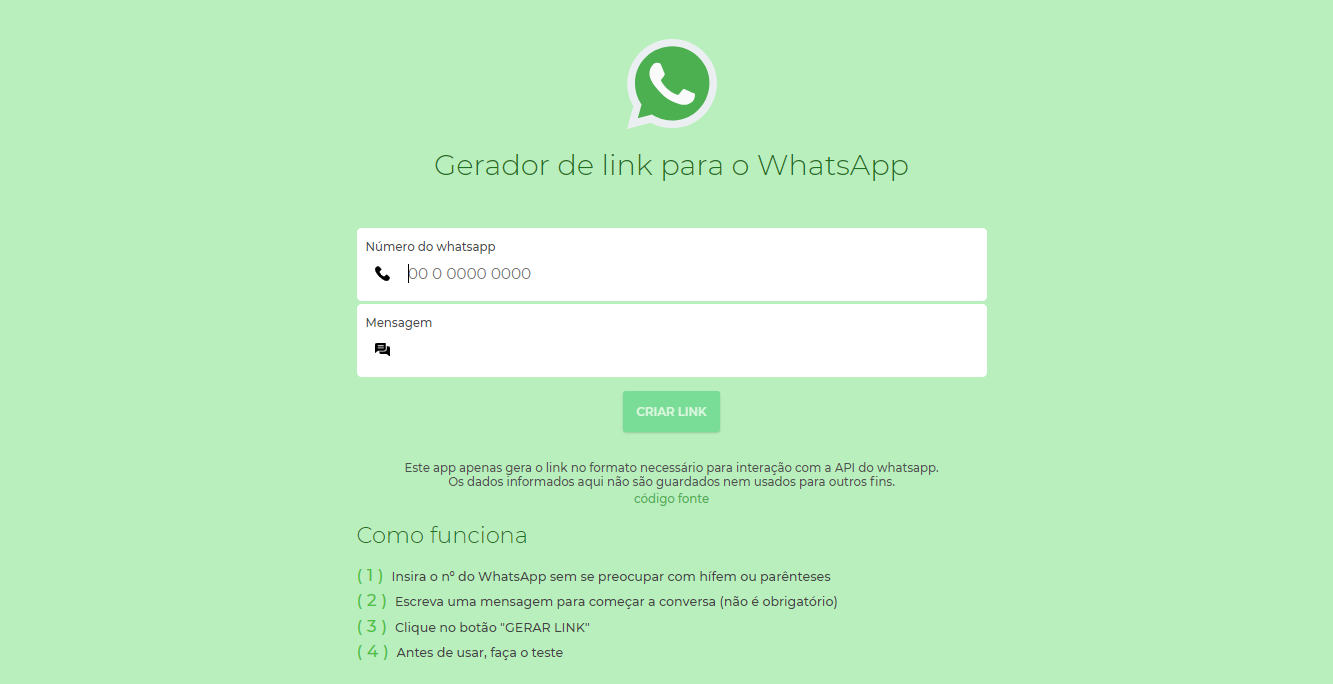 Gerador de link para o WhatsApp
Número do whatsapp
00 0 0000 0000
Mensagem
CRIAR LINK
Este app apenas gera o link no formato necessário para interação com a API do whatsapp.
Os dados informados aqui não são guardados nem usados para outros fins.
código fonte
Como funciona
( 1 ) Insira o nº do WhatsApp sem se preocupar com hífem ou parênteses
( 2 ) Escreva uma mensagem para começar a conversa (não é obrigatório)
( 3 ) Clique no botão "GERAR LINK"
( 4 ) Antes de usar, faça o teste